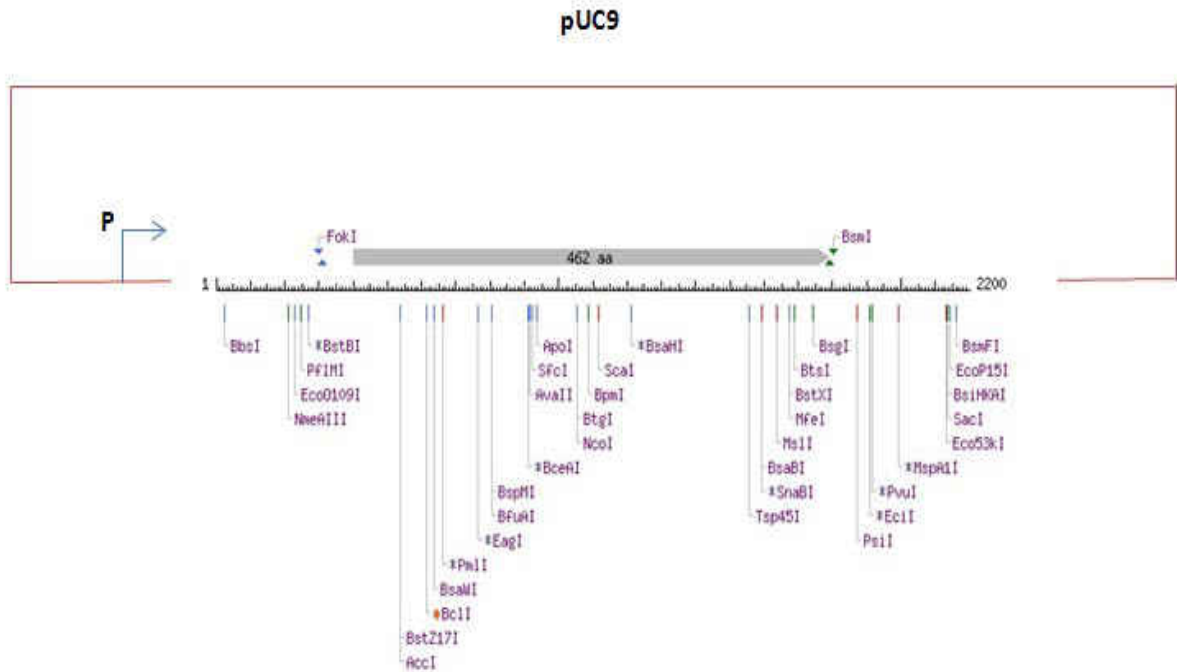 pUC9
P
FokI
BsmI
462 aa
1
2200
BbsI
*BstBI
ApoI
*BsaHI
BsgI
BsmFI
PflMI
SfcI
ScaI
BtsI
EcoP15I
EcoO109I
AvaII
BpmI
BstXI
BsiHKAI
NmeAIII
BtgI
MfeI
SacI
NcoI
MslI
Eco53kI
*BceAI
BsaBI
*MspA1I
BspMI
*SnaBI
*PvuI
BfuAI
Tsp45I
*EciI
*EagI
PsiI
*PmlI
BsaWI
BclI
BstZ17I
AccI